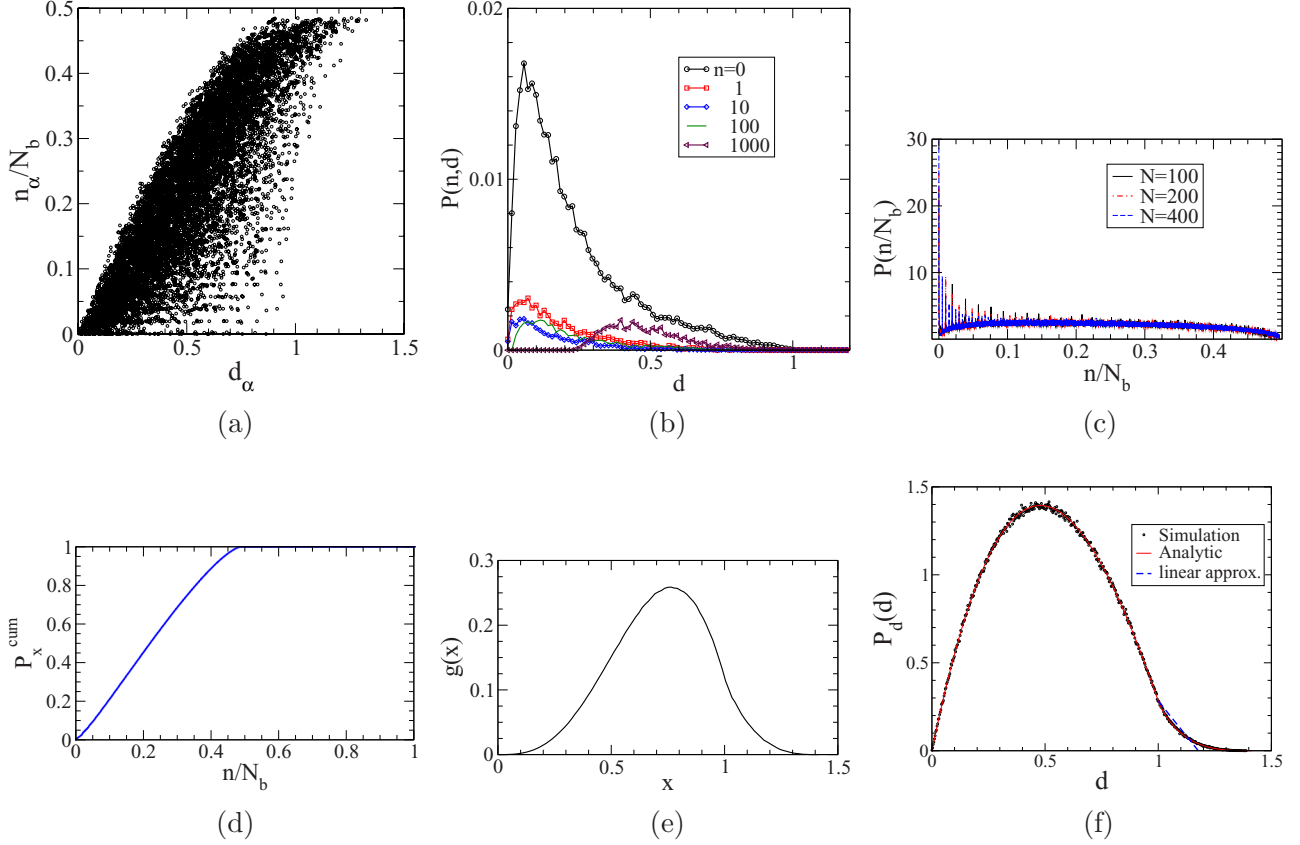 0.5
0.4
0.3
0.2
0.1
0
0
0.5
1
1.5
n_α/N_b
d_α
(a)
0.02
0.01
0
0
0.5
1
P(n,d)
d
n=0
1
10
100
1000
(b)
30
20
10
0
0.1
0.2
0.3
0.4
P(n/N_b)
n/N_b
N=100
N=200
N=400
(c)
1
0.8
0.6
0.4
0.2
0
0
0.2
0.4
0.6
0.8
1
P_x^cum
n/N_b
(d)
0.3
0.2
0.1
0
0
0.5
1
1.5
g(x)
x
(e)
1.5
1
0.5
0
0
0.5
1
1.5
P_d(d)
d
Simulation
Analytic
linear approx.
(f)